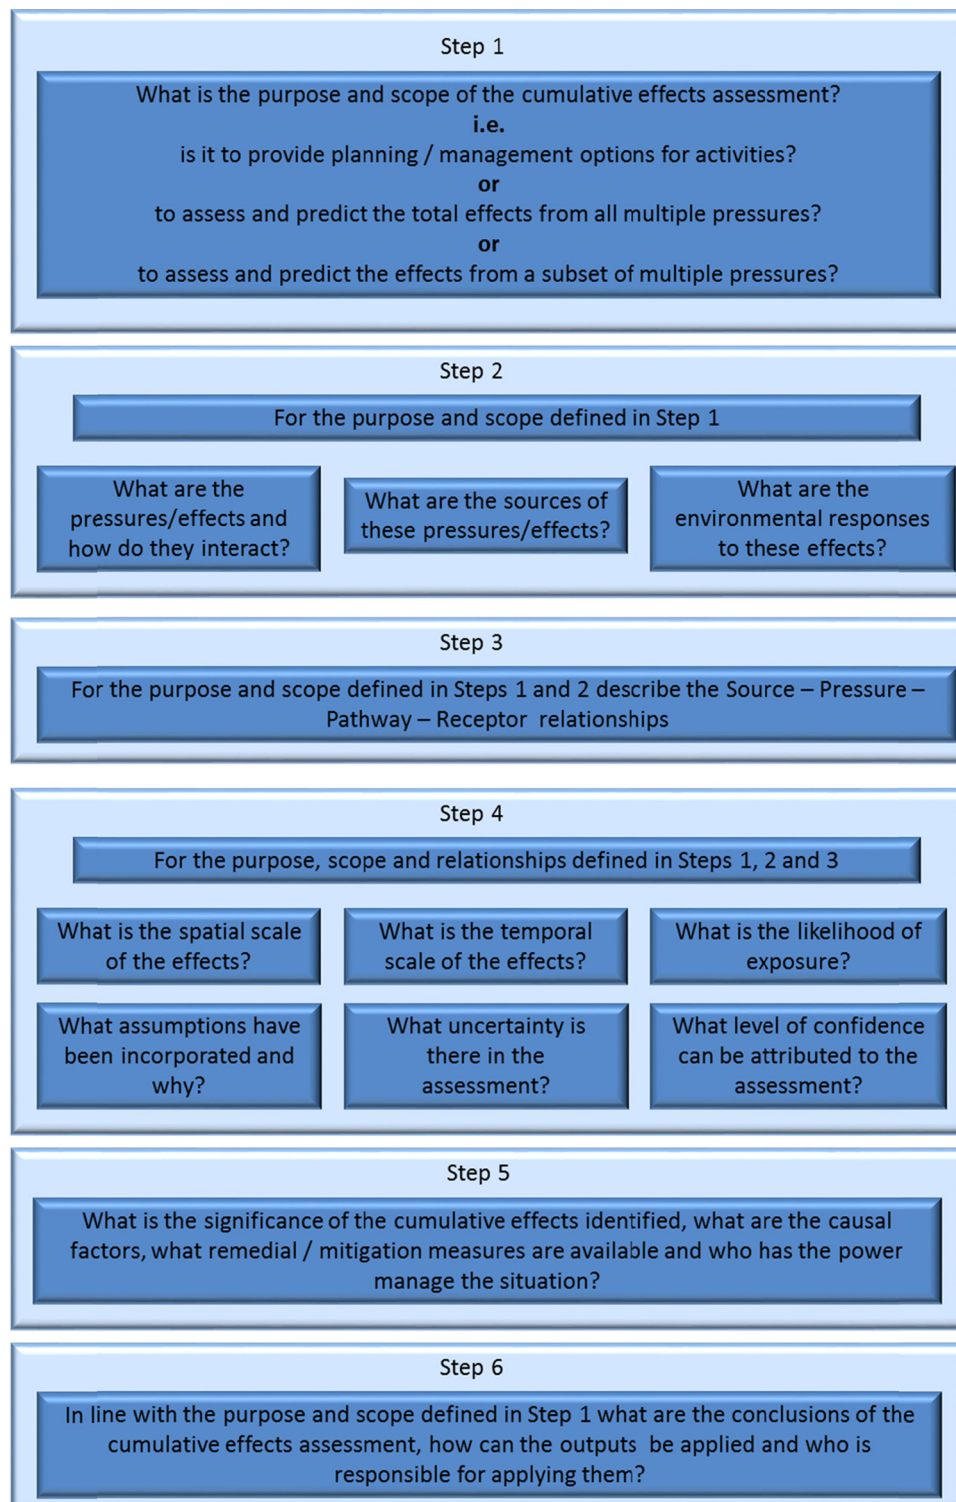 Step 1
What is the purpose and scope of the cumulative effects assessment?
i.e.
is it to provide planning / management options for activities?
or
to assess and predict the total effects from all multiple pressures?
or
to assess and predict the effects from a subset of multiple pressures?
Step 2
For the purpose and scope defined in Step 1
What are the
pressures/effects and
how do they interact?
What are the sources of
these pressures/effects?
What are the
environmental responses
to these effects?
Step 3
For the purpose and scope defined in Steps 1 and 2 describe the Source – Pressure –
Pathway – Receptor relationships
Step 4
For the purpose, scope and relationships defined in Steps 1, 2 and 3
What is the spatial scale
of the effects?
What is the temporal
scale of the effects?
What is the likelihood of
exposure?
What assumptions have
been incorporated and
why?
What uncertainty is
there in the
assessment?
What level of confidence
can be attributed to the
assessment?
Step 5
What is the significance of the cumulative effects identified, what are the causal
factors, what remedial / mitigation measures are available and who has the power
manage the situation?
Step 6
In line with the purpose and scope defined in Step 1 what are the conclusions of the
cumulative effects assessment, how can the outputs be applied and who is
responsible for applying them?